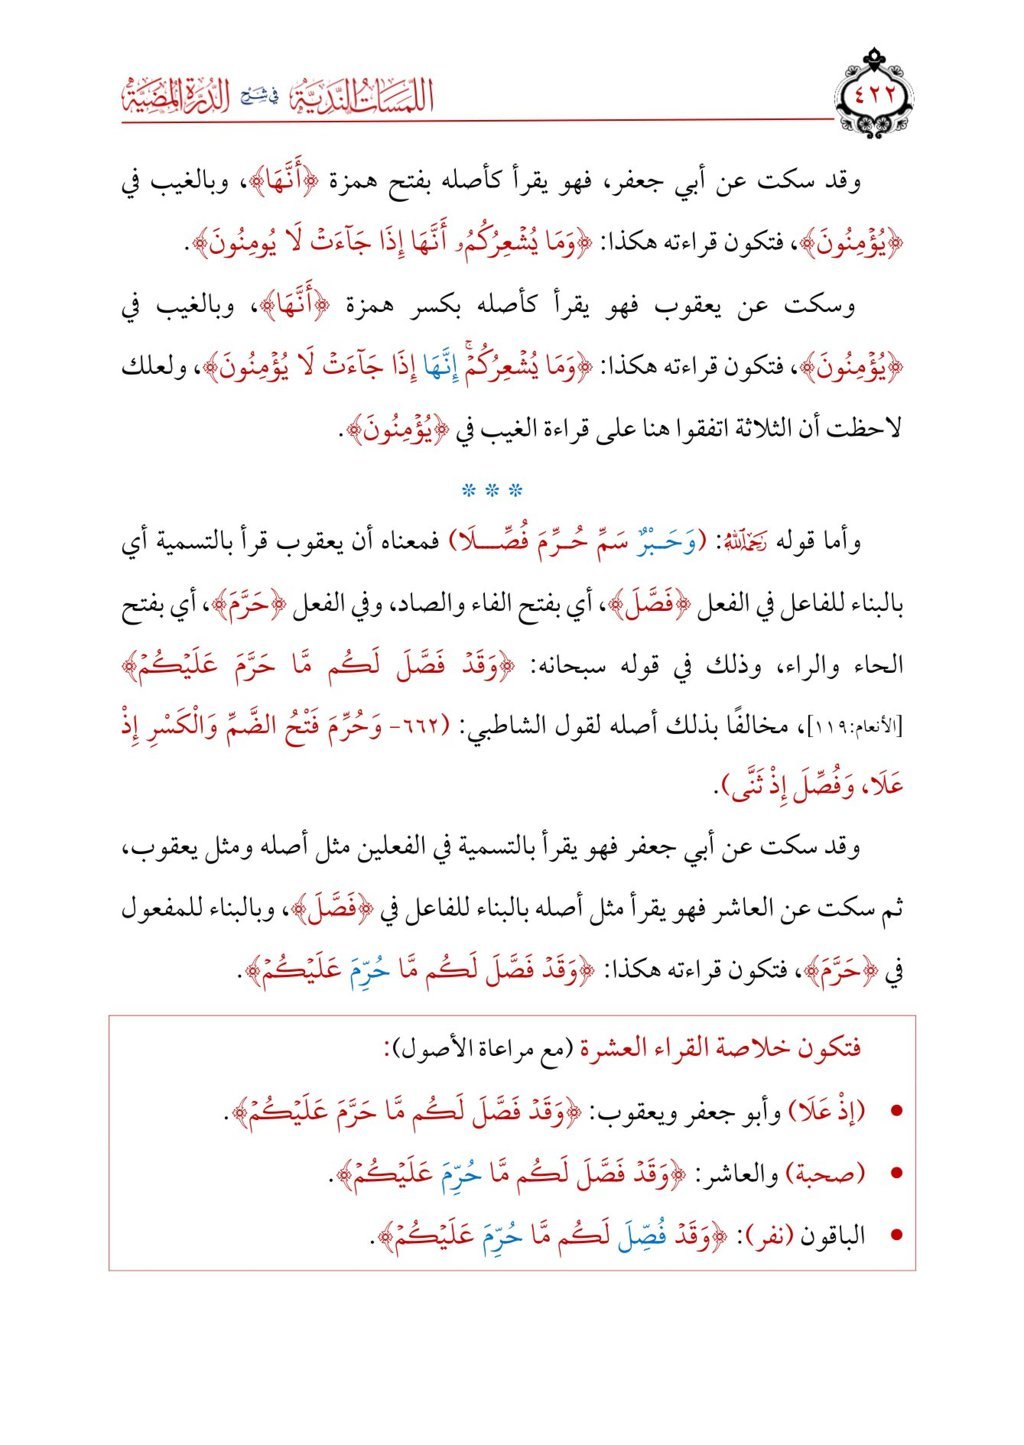 ٤٢٢
اللمسات الندية في شرح الدرة المضية
وقد سكت عن أبي جعفر، فهو يقرأ كأصله بفتح همزة ﴿أَنَّهَا﴾، وبالغيب في
﴿يُؤْمِنُونَ﴾، فتكون قراءته هكذا: ﴿وَمَا يُشْعِرُكُمُۥ أَنَّهَا إِذَا جَآءَتْ لَا يُومِنُونَ﴾.
وسكت عن يعقوب فهو يقرأ كأصله بكسر همزة ﴿أَنَّهَا﴾، وبالغيب في
﴿يُؤْمِنُونَ﴾، فتكون قراءته هكذا: ﴿وَمَا يُشْعِرُكُمْۚ إِنَّهَا إِذَا جَآءَتْ لَا يُؤْمِنُونَ﴾، ولعلك
لاحظت أن الثلاثة اتفقوا هنا على قراءة الغيب في ﴿يُؤْمِنُونَ﴾.
* * *
وأما قوله رحمه الله: (وَحَـبْرٌ سَمِّ حُـرِّمَ فُصِّـــلَا) فمعناه أن يعقوب قرأ بالتسمية أي
بالبناء للفاعل في الفعل ﴿فَصَّلَ﴾، أي بفتح الفاء والصاد، وفي الفعل ﴿حَرَّمَ﴾، أي بفتح
الحاء والراء، وذلك في قوله سبحانه: ﴿وَقَدْ فَصَّلَ لَكُم مَّا حَرَّمَ عَلَيْكُمْ﴾
[الأنعام:١١٩]، مخالفًا بذلك أصله لقول الشاطبي: (٦٦٢- وَحُرِّمَ فَتْحُ الضَّمِّ وَالْكَسْرِ إِذْ
عَلَا، وَفُصِّلَ إِذْ ثَنَّى).
وقد سكت عن أبي جعفر فهو يقرأ بالتسمية في الفعلين مثل أصله ومثل يعقوب،
ثم سكت عن العاشر فهو يقرأ مثل أصله بالبناء للفاعل في ﴿فَصَّلَ﴾، وبالبناء للمفعول
في ﴿حَرَّمَ﴾، فتكون قراءته هكذا: ﴿وَقَدْ فَصَّلَ لَكُم مَّا حُرِّمَ عَلَيْكُمْ﴾.
فتكون خلاصة القراء العشرة (مع مراعاة الأصول):
• (إذْ عَلَا) وأبو جعفر ويعقوب: ﴿وَقَدْ فَصَّلَ لَكُم مَّا حَرَّمَ عَلَيْكُمْ﴾.
• (صحبة) والعاشر: ﴿وَقَدْ فَصَّلَ لَكُم مَّا حُرِّمَ عَلَيْكُمْ﴾.
• الباقون (نفر): ﴿وَقَدْ فُصِّلَ لَكُم مَّا حُرِّمَ عَلَيْكُمْ﴾.